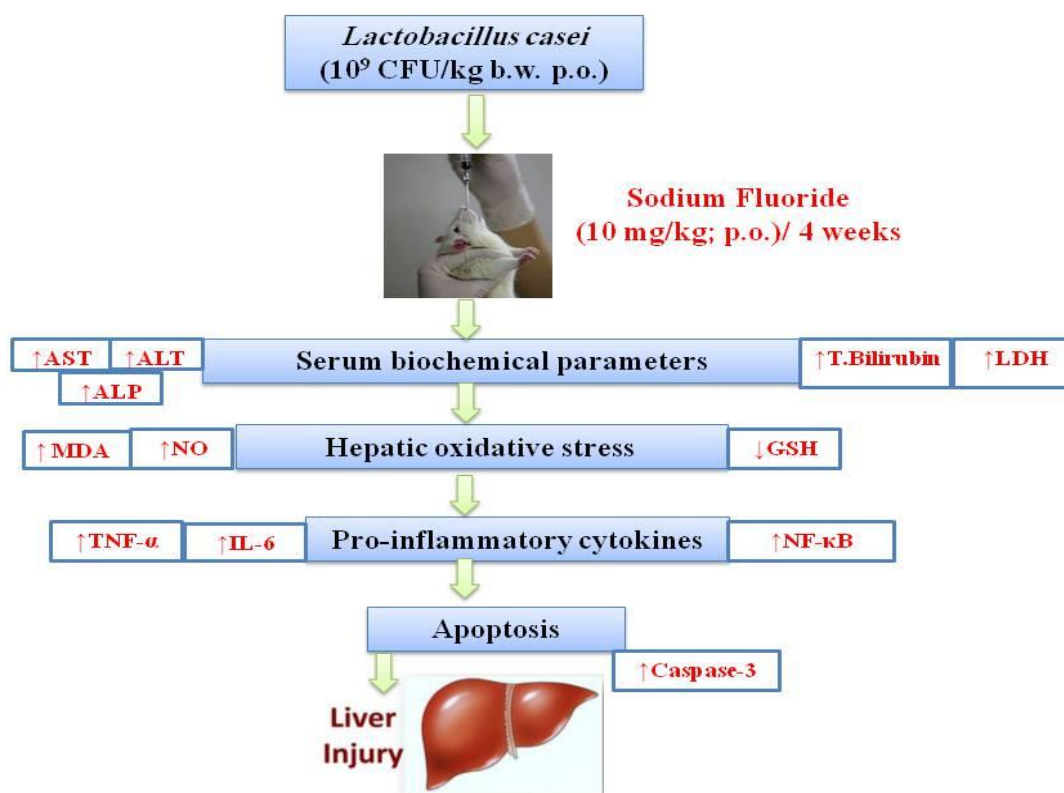 Lactobacillus casei
(10⁹ CFU/kg b.w. p.o.)
Sodium Fluoride
(10 mg/kg; p.o.)/ 4 weeks
↑AST
↑ALT
↑ALP
Serum biochemical parameters
↑T.Bilirubin
↑LDH
↑MDA
↑NO
Hepatic oxidative stress
↓GSH
↑TNF-α
↑IL-6
Pro-inflammatory cytokines
↑NF-κB
Apoptosis
↑Caspase-3
Liver
Injury